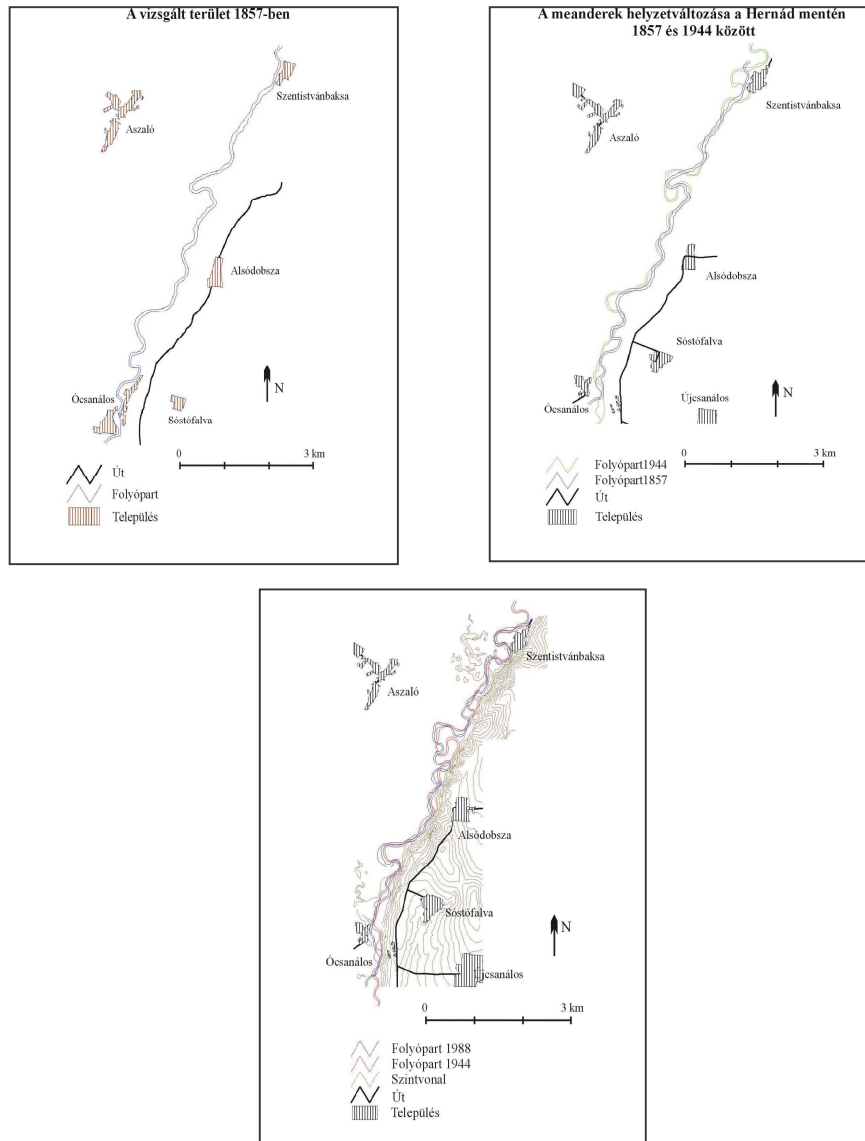 A vizsgált terület 1857-ben
Szentistvánbaksa
Aszaló
Alsódobsza
Ócsanálos
Sóstófalva
N
0 3 km
Út
Folyópart
Település
A meanderek helyzetváltozása a Hernád mentén
1857 és 1944 között
Szentistvánbaksa
Aszaló
Alsódobsza
Sóstófalva
Ócsanálos
Újcsanálos
N
0 3 km
Folyópart1944
Folyópart1857
Út
Település
Szentistvánbaksa
Aszaló
Alsódobsza
Sóstófalva
Ócsanálos
Újcsanálos
N
0 3 km
Folyópart 1988
Folyópart 1944
Szintvonal
Út
Település